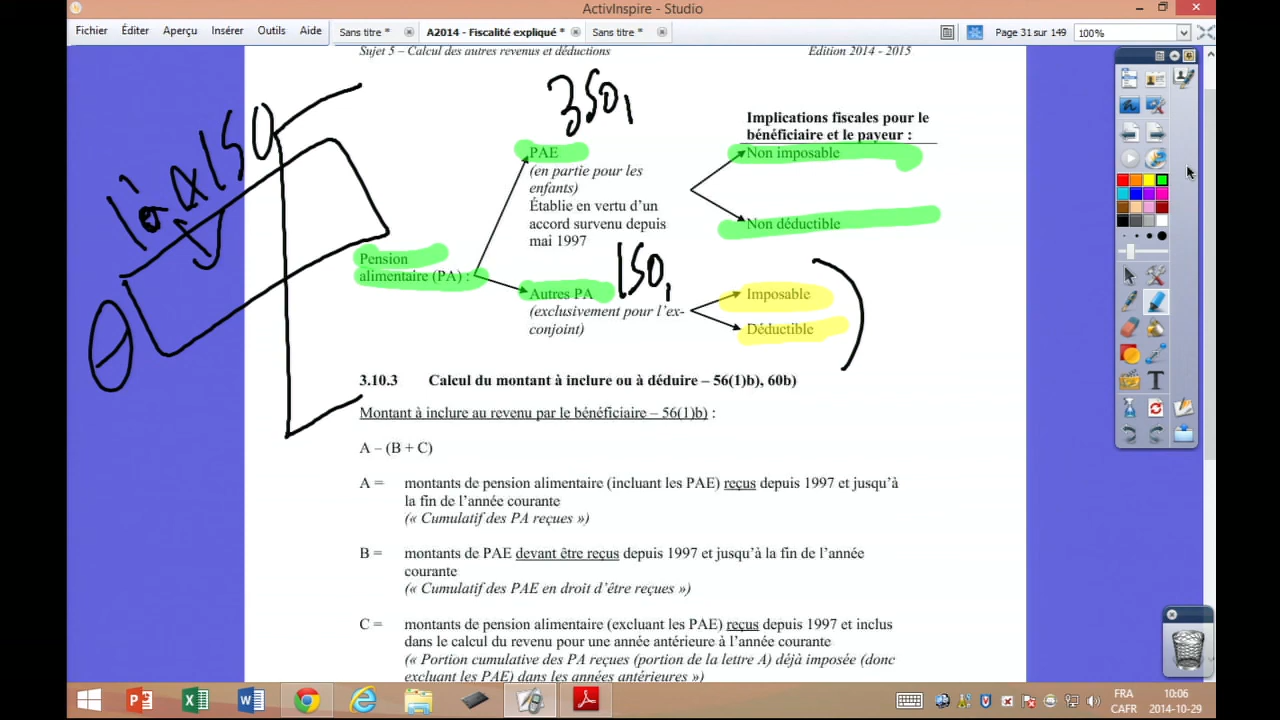 ActivInspire - Studio
Fichier Éditer Aperçu Insérer Outils Aide
Sans titre * A2014 - Fiscalité expliqué * Sans titre *
Page 31 sur 149 100%
Sujet 5 – Calcul des autres revenus et déductions Edition 2014 - 2015
350,
Implications fiscales pour le
bénéficiaire et le payeur :
PAE
(en partie pour les
enfants)
Établie en vertu d'un
accord survenu depuis
mai 1997
Non imposable
Non déductible
150
Pension
alimentaire (PA) :
150,
Autres PA
(exclusivement pour l'ex-
conjoint)
Imposable
Déductible
3.10.3 Calcul du montant à inclure ou à déduire – 56(1)b), 60b)
Montant à inclure au revenu par le bénéficiaire – 56(1)b) :
A – (B + C)
A = montants de pension alimentaire (incluant les PAE) reçus depuis 1997 et jusqu'à
la fin de l'année courante
(« Cumulatif des PA reçues »)
B = montants de PAE devant être reçus depuis 1997 et jusqu'à la fin de l'année
courante
(« Cumulatif des PAE en droit d'être reçues »)
C = montants de pension alimentaire (excluant les PAE) reçus depuis 1997 et inclus
dans le calcul du revenu pour une année antérieure à l'année courante
(« Portion cumulative des PA reçues (portion de la lettre A) déjà imposée (donc
excluant les PAE) dans les années antérieures »)
FRA
CAFR
10:06
2014-10-29